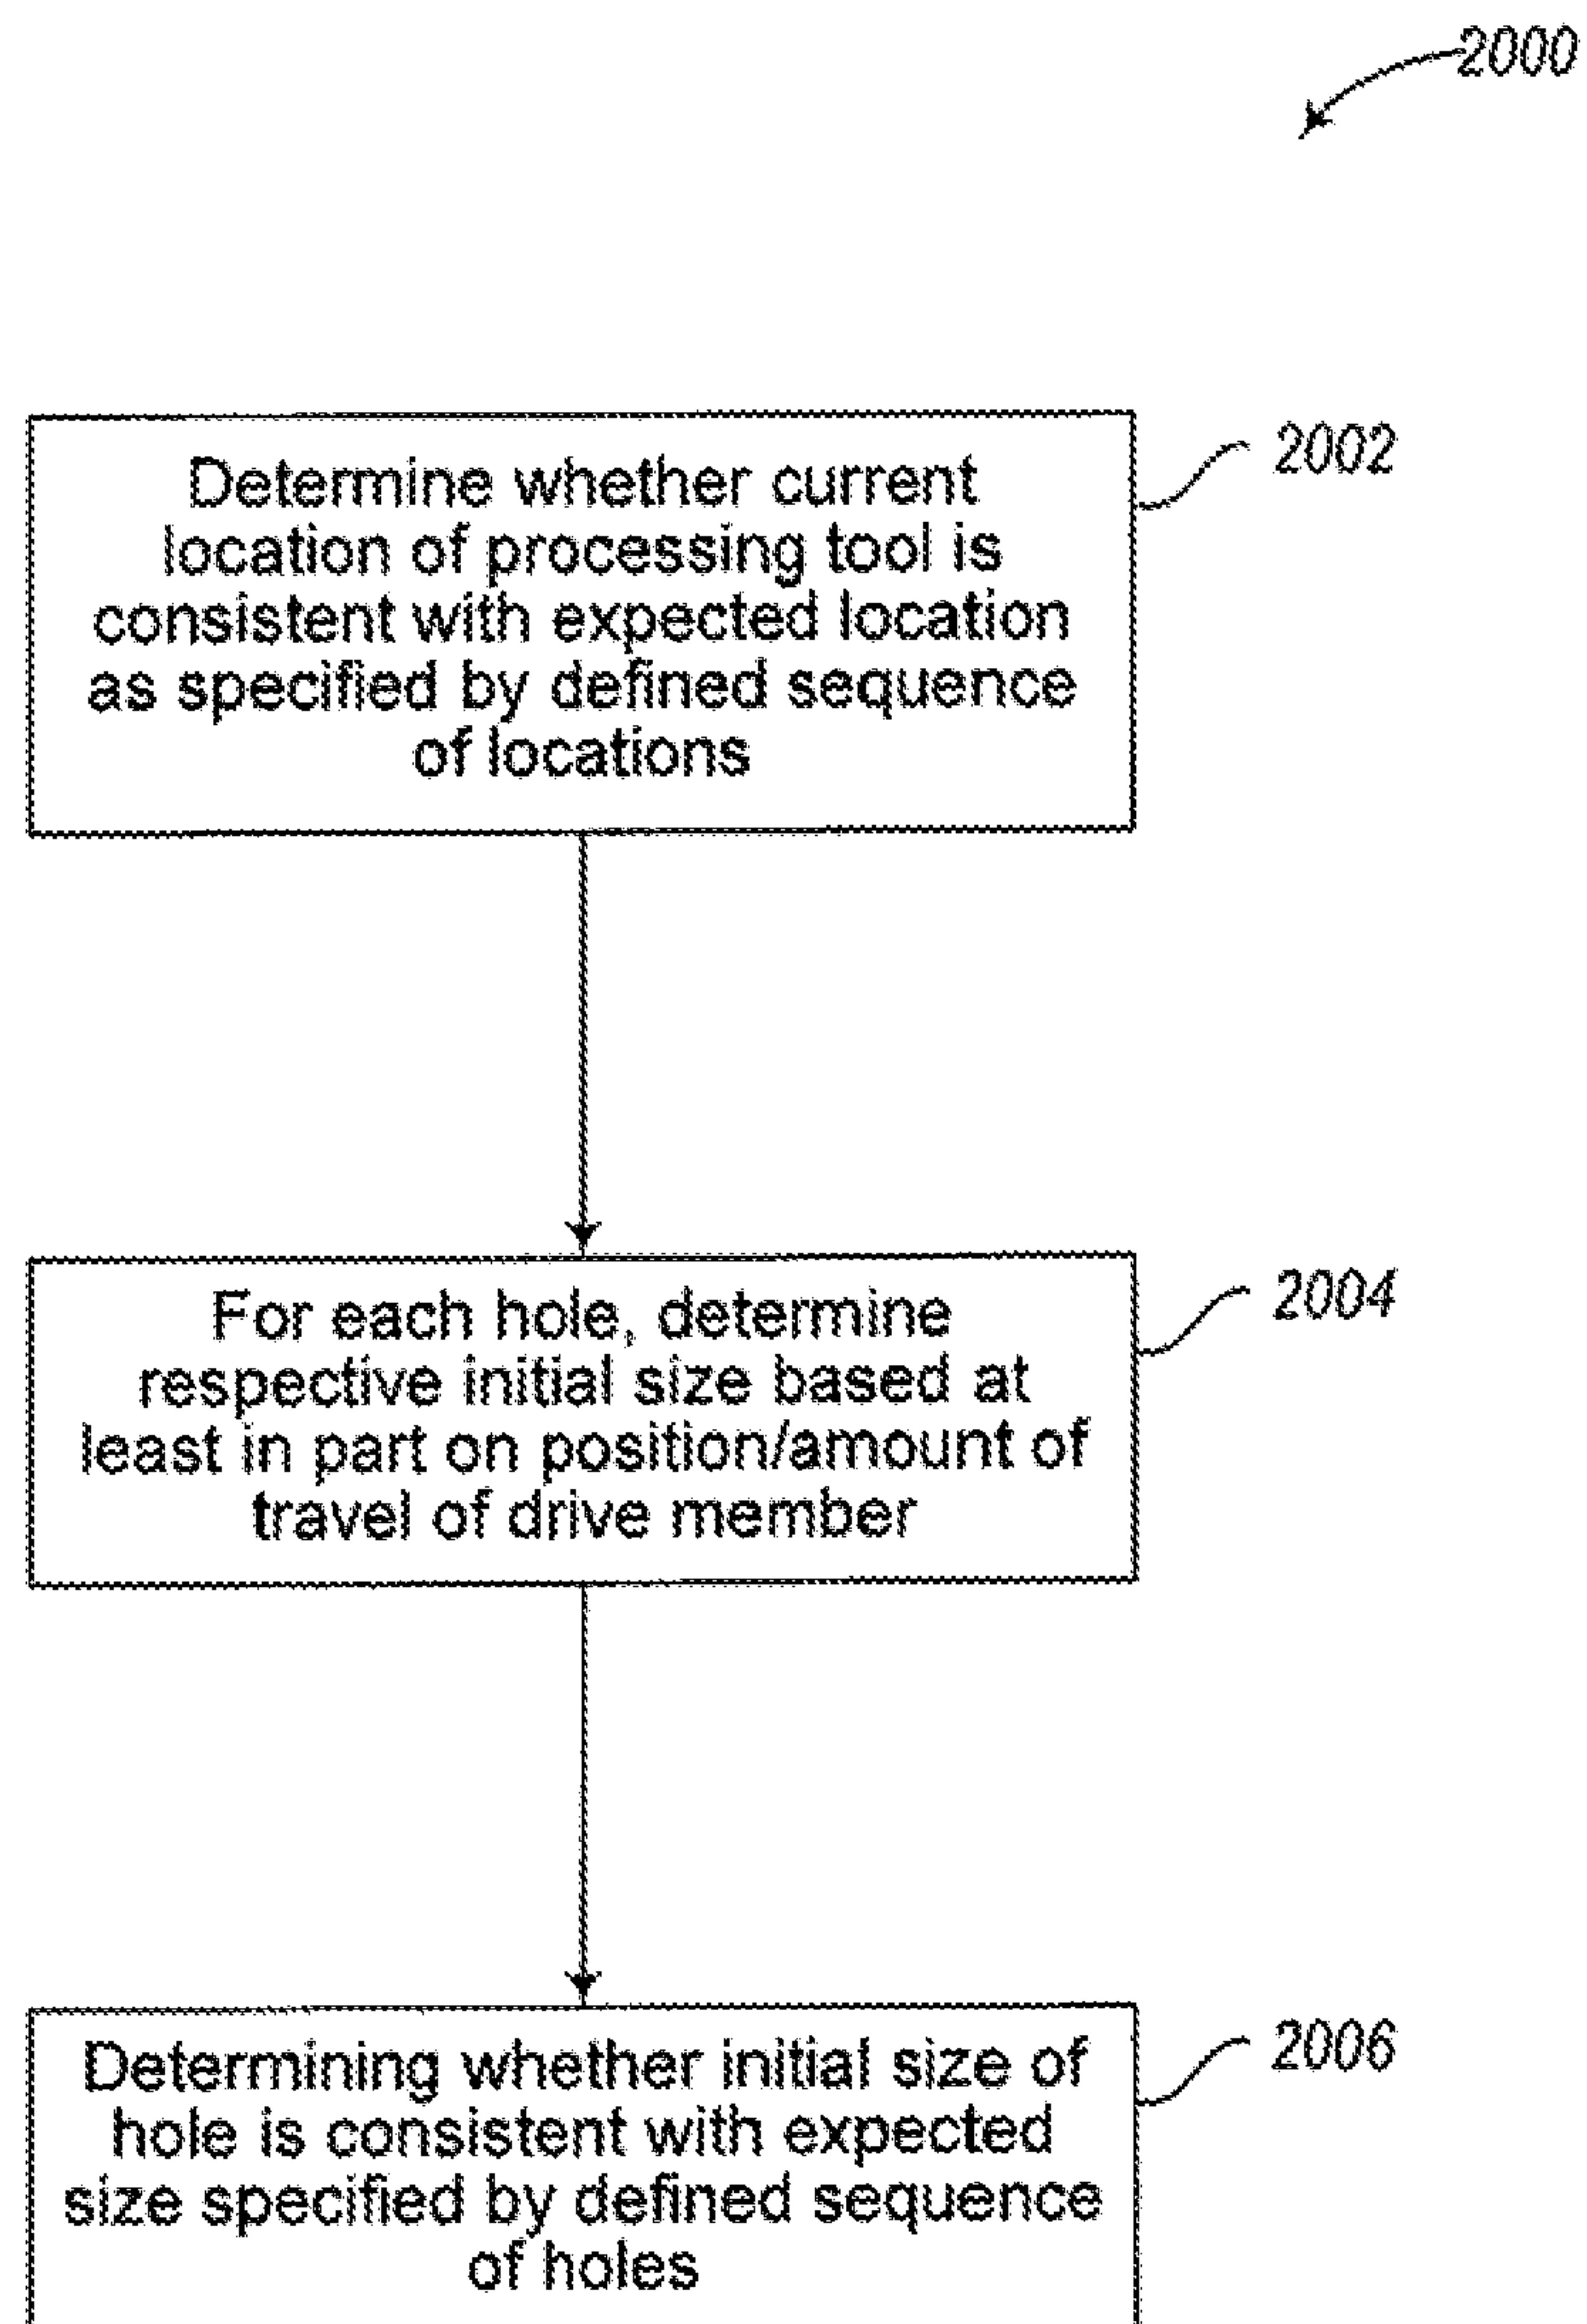 2000
Determine whether current
location of processing tool is
consistent with expected location
as specified by defined sequence
of locations
2002
For each hole, determine
respective initial size based at
least in part on position/amount of
travel of drive member
2004
Determining whether initial size of
hole is consistent with expected
size specified by defined sequence
of holes
2006